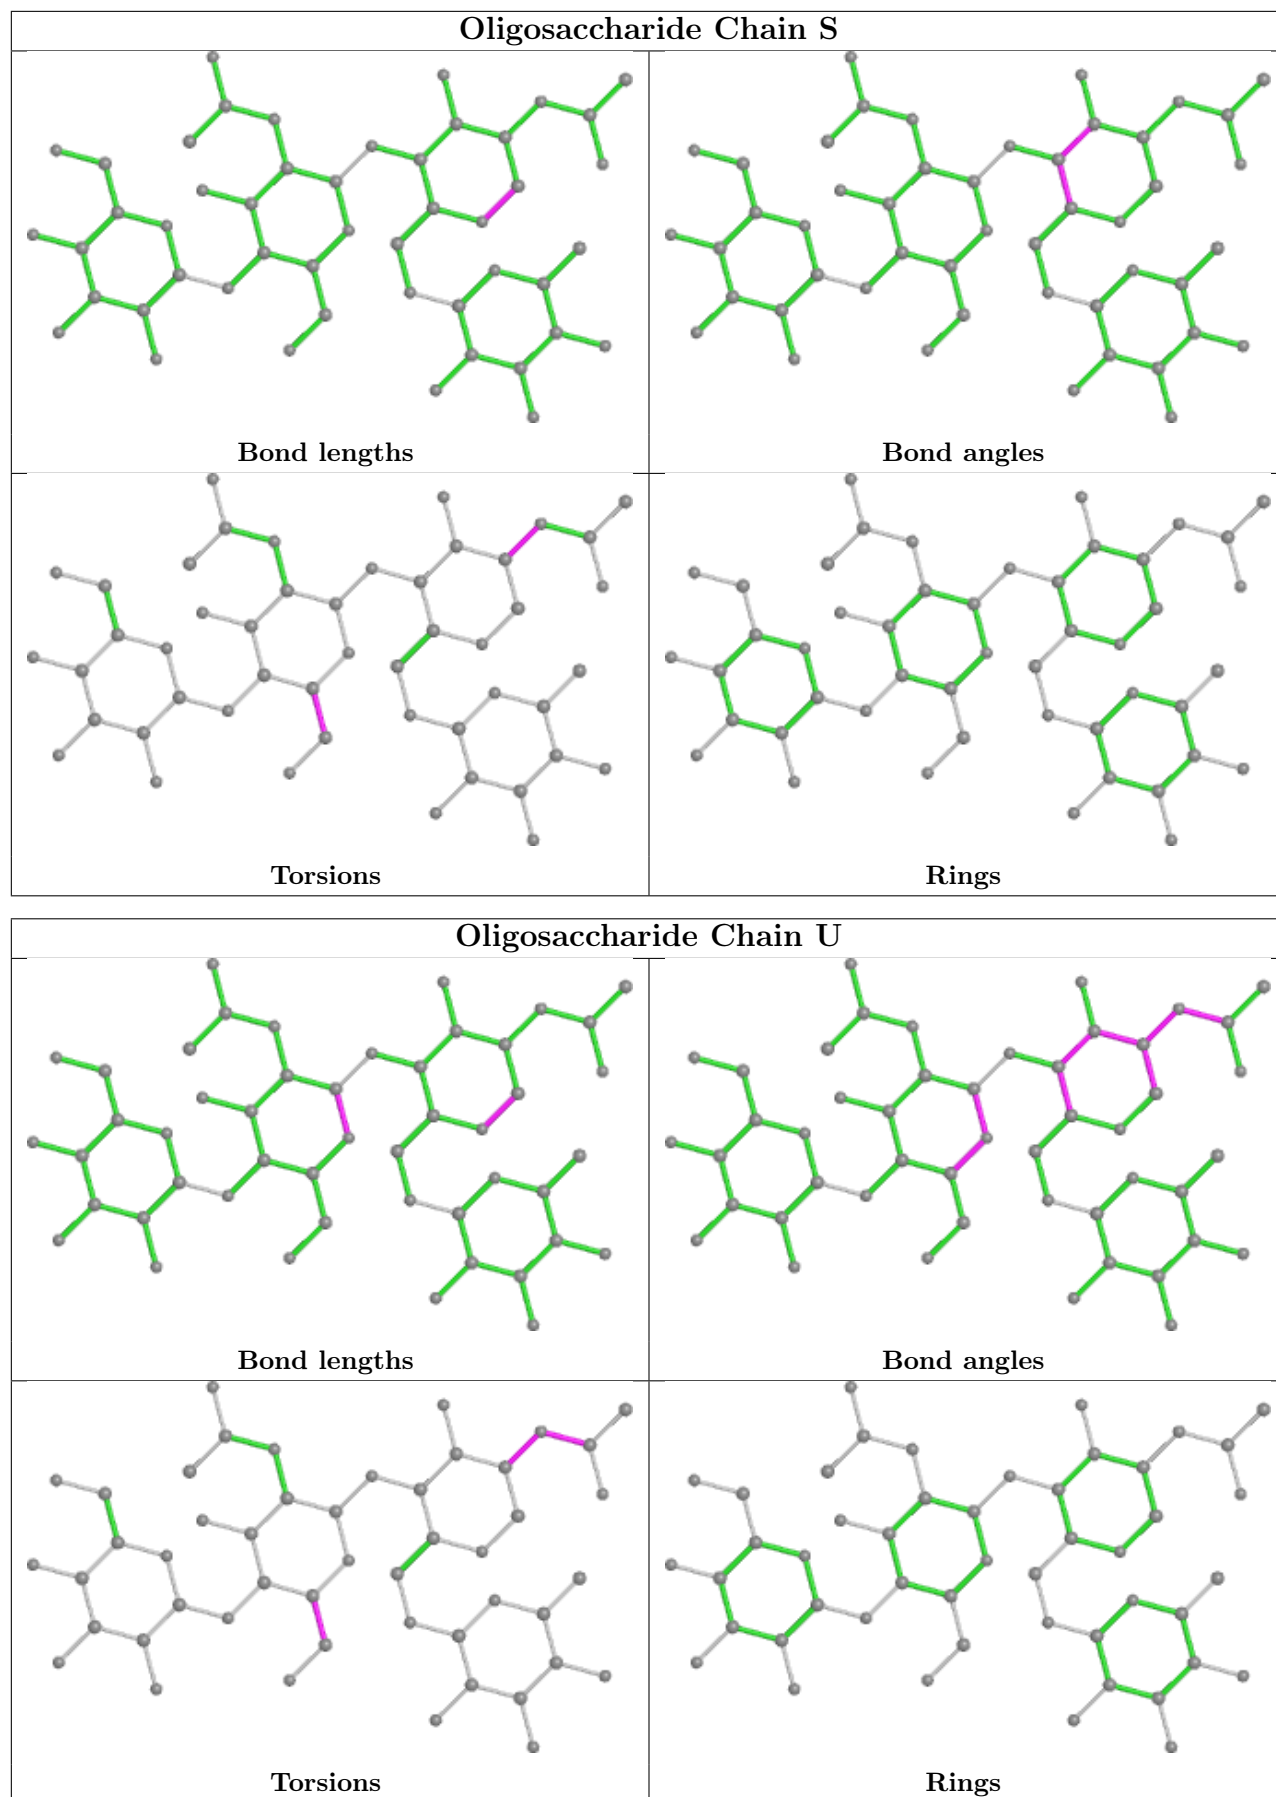 Oligosaccharide Chain S
Bond lengths
Bond angles
Torsions
Rings
Oligosaccharide Chain U
Bond lengths
Bond angles
Torsions
Rings